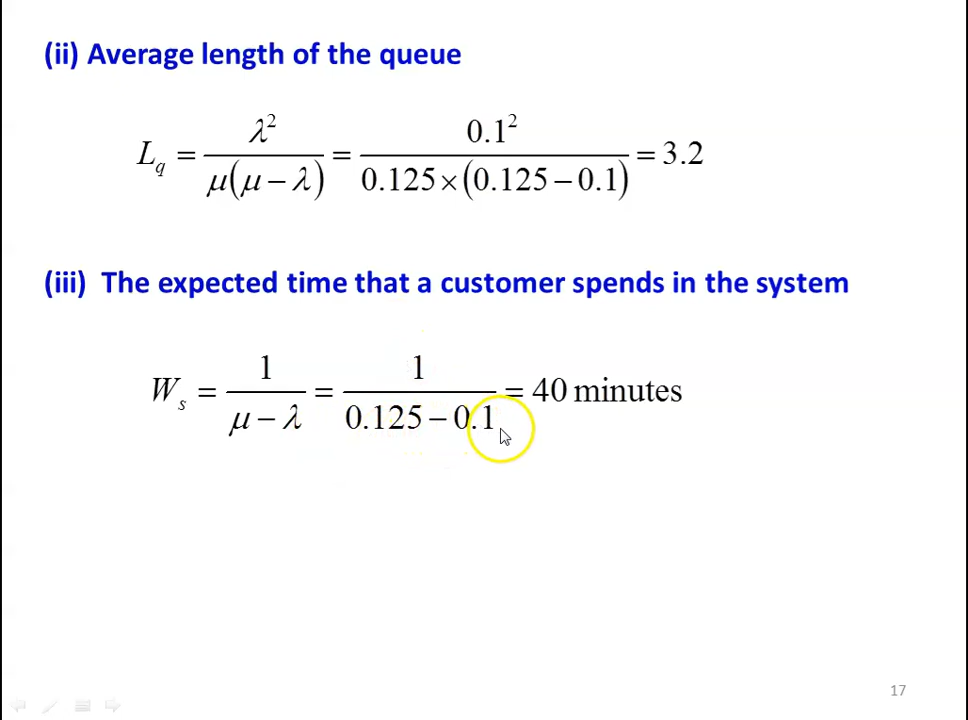 (ii) Average length of the queue
L_q = λ² / μ(μ − λ) = 0.1² / 0.125 × (0.125 − 0.1) = 3.2
(iii) The expected time that a customer spends in the system
W_s = 1 / μ − λ = 1 / 0.125 − 0.1 = 40 minutes
17